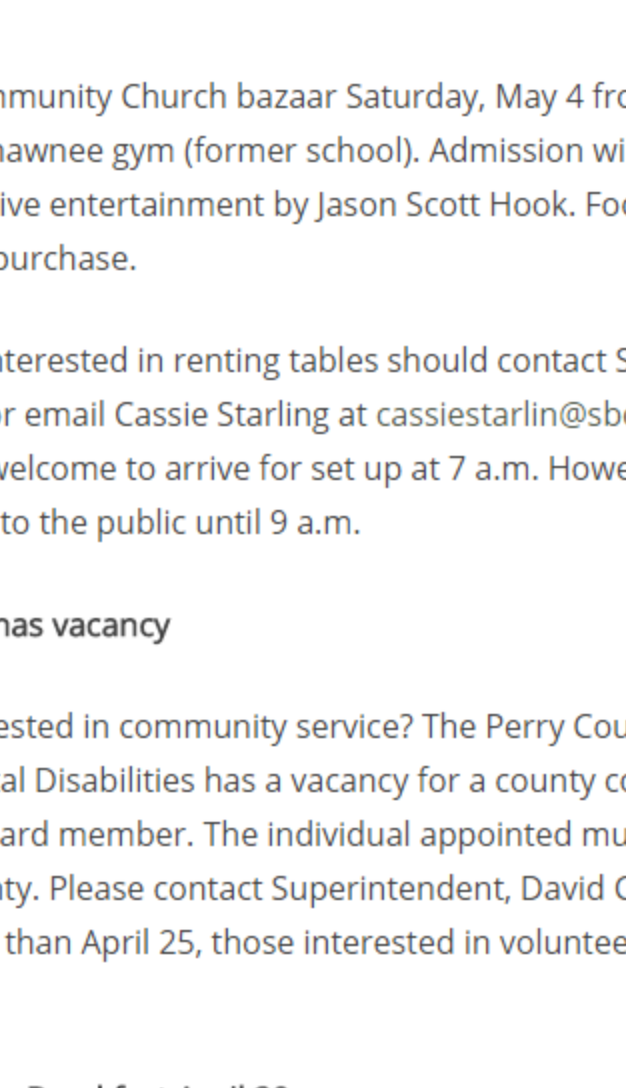 mmunity Church bazaar Saturday, May 4 fro
hawnee gym (former school). Admission wi
ive entertainment by Jason Scott Hook. Foo
purchase.
nterested in renting tables should contact S
or email Cassie Starling at cassiestarlin@sb
welcome to arrive for set up at 7 a.m. Howe
to the public until 9 a.m.
has vacancy
ested in community service? The Perry Cou
tal Disabilities has a vacancy for a county co
ard member. The individual appointed mu
nty. Please contact Superintendent, David
than April 25, those interested in voluntee